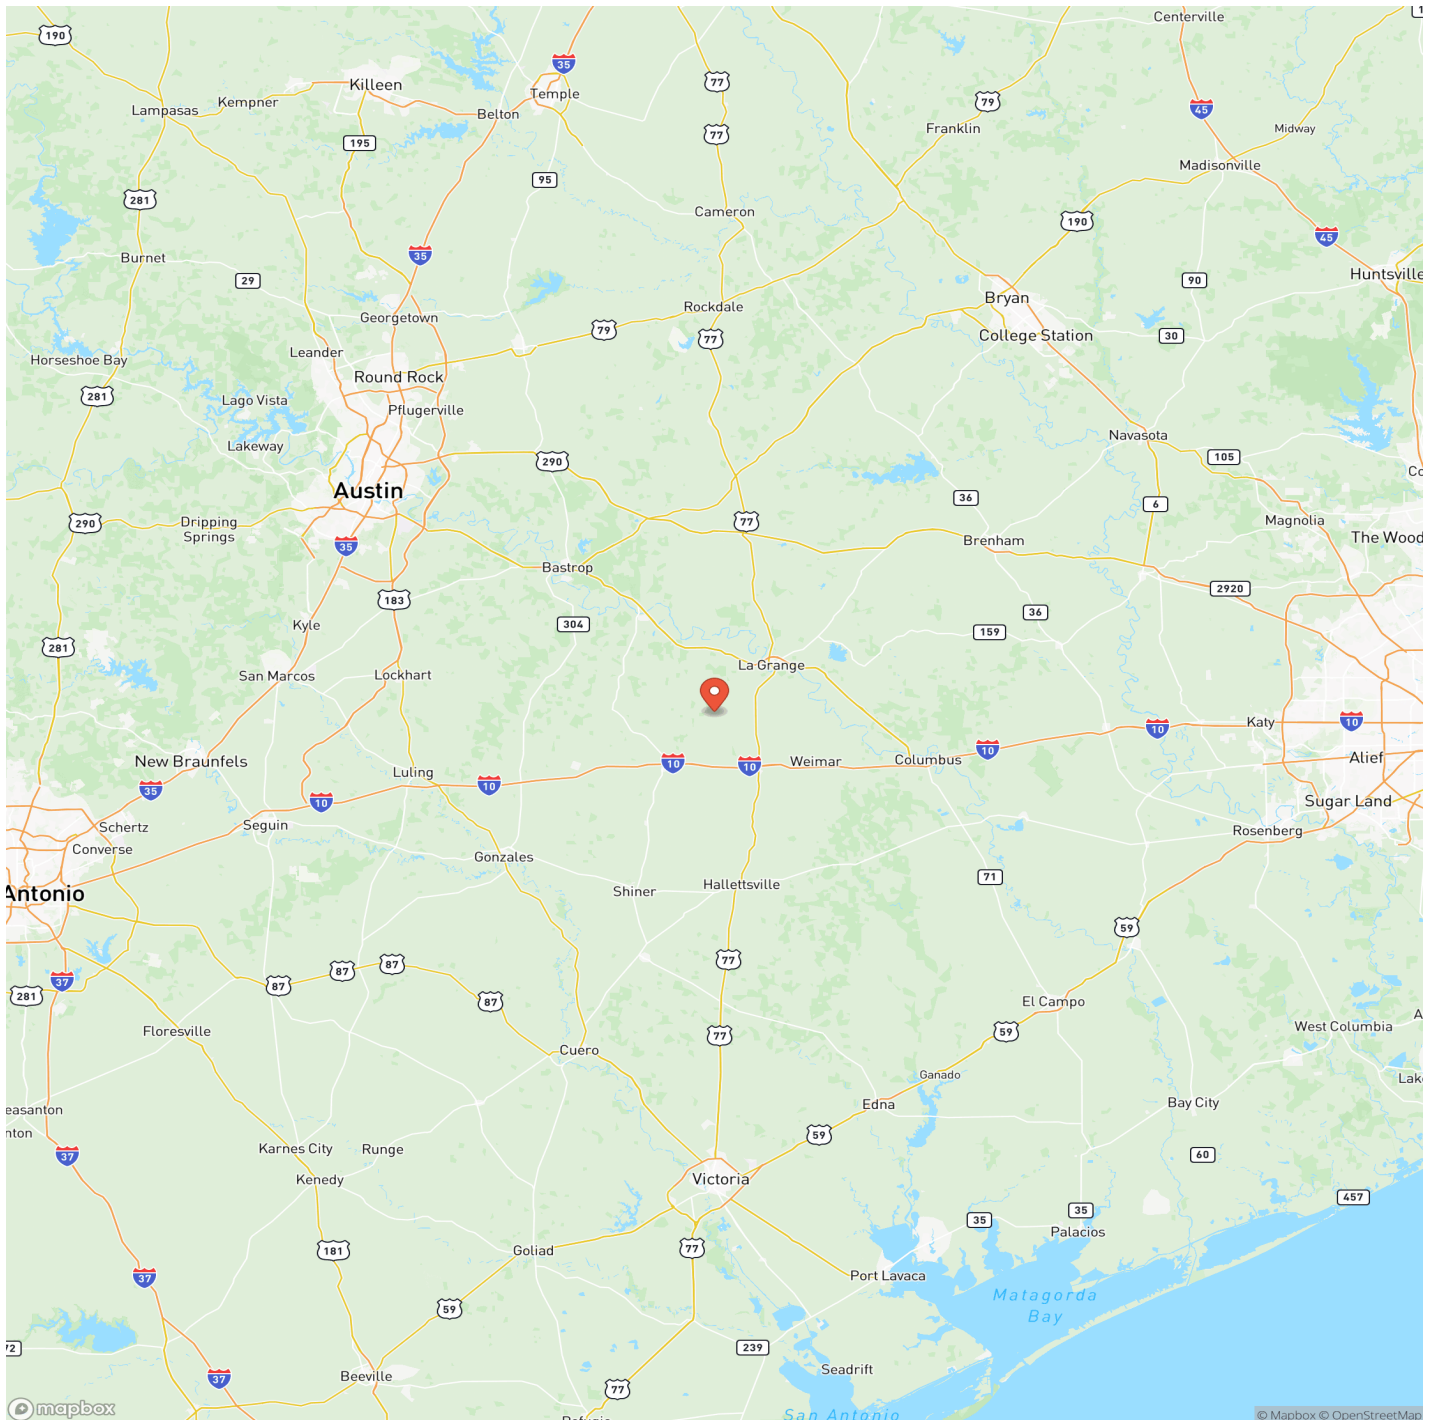 Centerville
1
190
35
Killeen
77
79
45
Temple
Kempner
Lampasas
Belton
Franklin
Midway
77
195
Madisonville
95
281
Cameron
190
45
35
Burnet
Huntsville
29
90
Bryan
Rockdale
Georgetown
79
77
College Station
30
Leander
Horseshoe Bay
Round Rock
281
Lago Vista
Pflugerville
Navasota
Lakeway
290
105
Co
Austin
36
6
290
Dripping
Springs
77
Magnolia
The Wood
35
Brenham
Bastrop
183
2920
304
36
Kyle
159
281
La Grange
San Marcos
Lockhart
10
Katy
10
New Braunfels
10
10
10
Weimar
Columbus
Alief
Luling
35
10
10
Sugar Land
Schertz
Seguin
Rosenberg
Converse
Gonzales
71
Antonio
Shiner
Hallettsville
59
77
87
87
37
87
281
87
El Campo
Floresville
77
59
West Columbia
A
Cuero
Ganado
Lak
easanton
Edna
Bay City
nton
59
37
Karnes City
Runge
60
Kenedy
Victoria
457
35
35
Palacios
181
Goliad
77
37
Port Lavaca
Matagorda
Bay
59
72
239
Beeville
37
Seadrift
77
San Antonio
mapbox
© Mapbox © OpenStreetMap